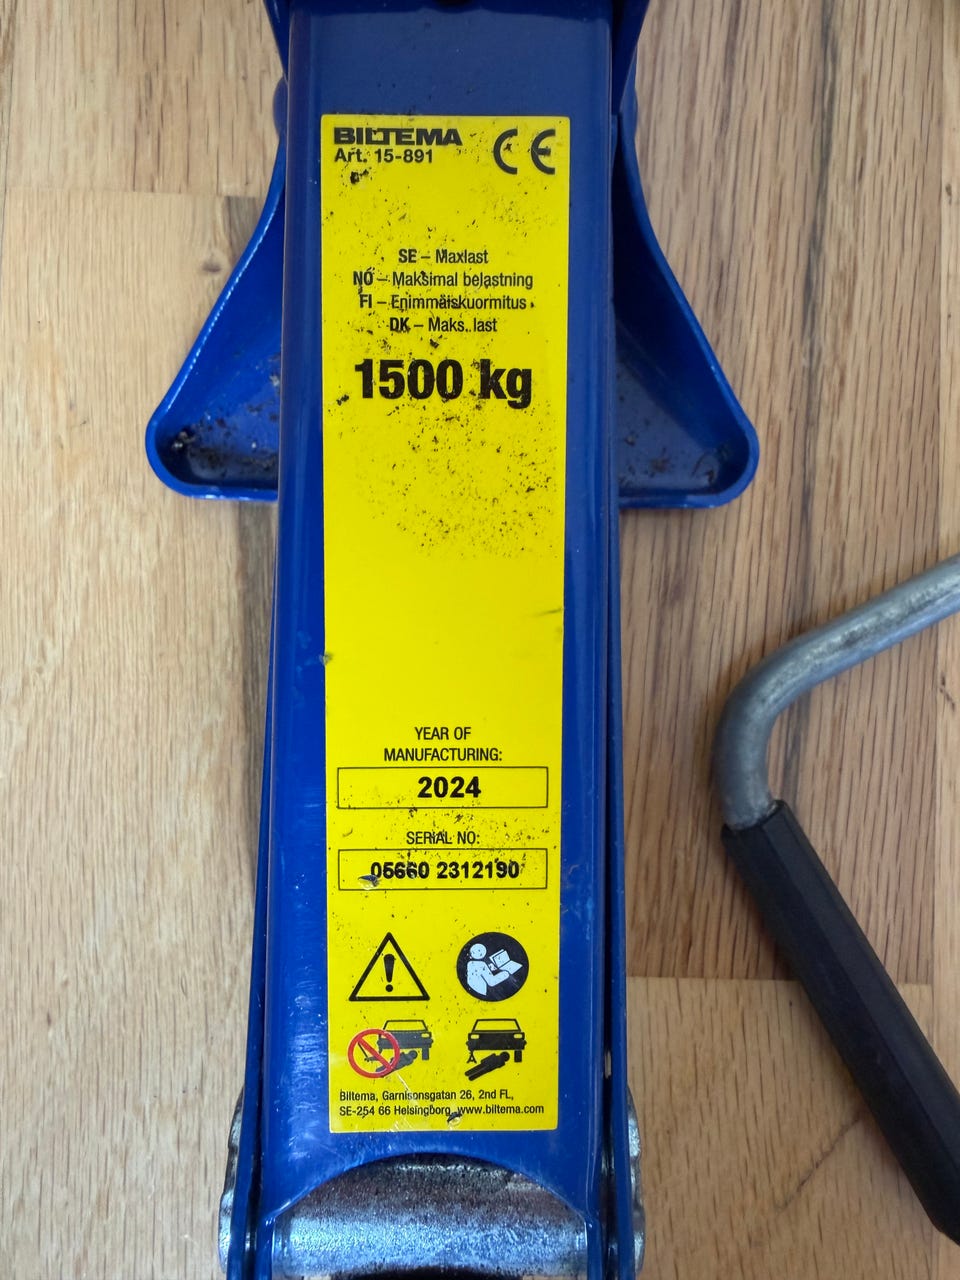 BILTEMA
Art. 15-891
CE
SE – Maxlast
NO – Maksimal belastning
FI – Enimmäiskuormitus
DK – Maks. last
1500 kg
YEAR OF
MANUFACTURING:
2024
SERIAL NO:
05660 2312190
Biltema, Garnisonsgatan 26, 2nd FL,
SE-254 66 Helsingborg, www.biltema.com